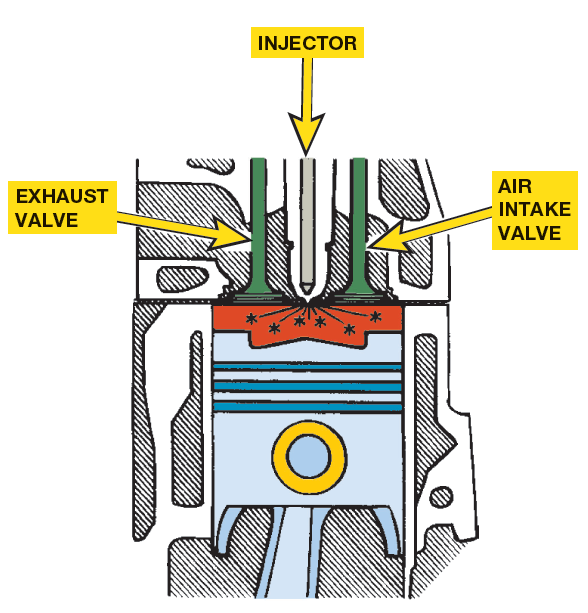 INJECTOR
EXHAUST
VALVE
AIR
INTAKE
VALVE